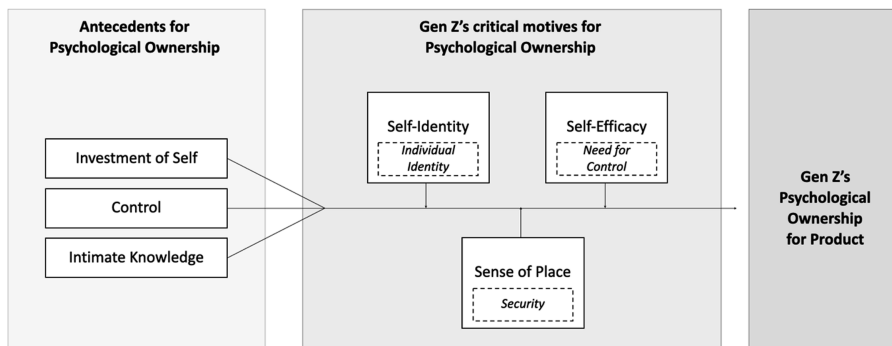 Antecedents for
Psychological Ownership
Investment of Self
Control
Intimate Knowledge
Gen Z’s critical motives for
Psychological Ownership
Self-Identity
Individual
Identity
Self-Efficacy
Need for
Control
Sense of Place
Security
Gen Z’s
Psychological
Ownership
for Product